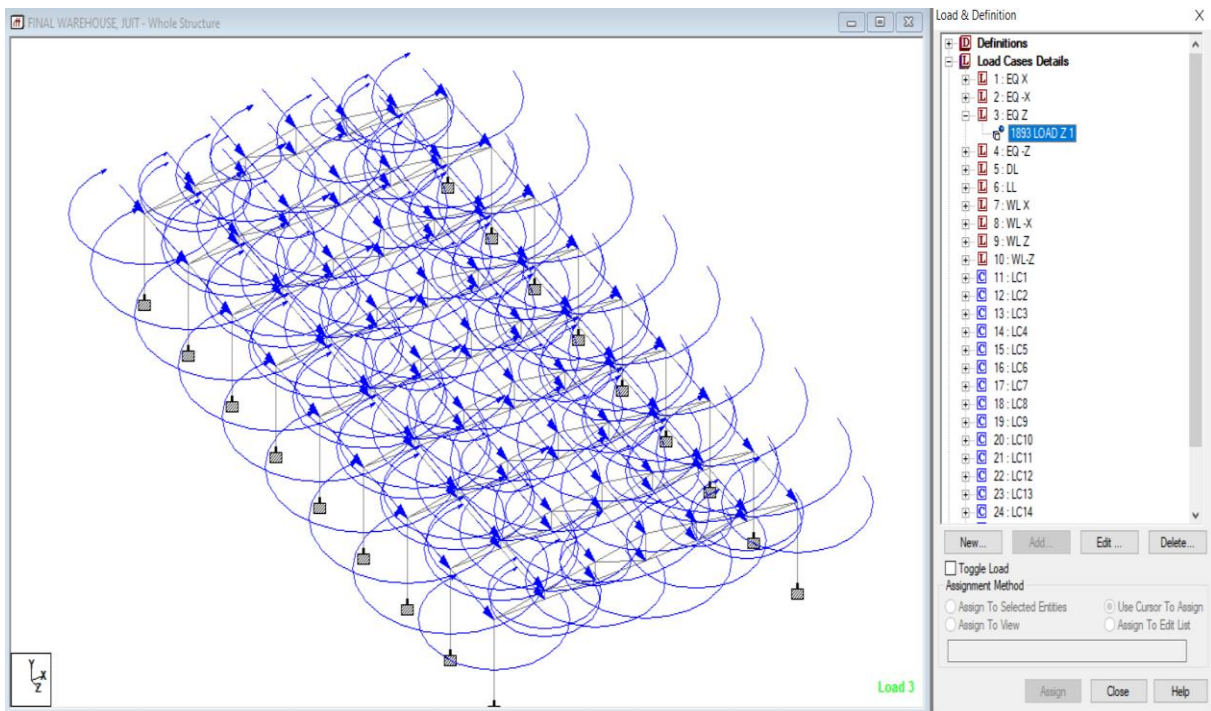 FINAL WAREHOUSE, JUIT - Whole Structure
Y
X
Z
Load 3
Load & Definition
X
D Definitions
L Load Cases Details
L 1 : EQ X
L 2 : EQ -X
L 3 : EQ Z
1893 LOAD Z 1
L 4 : EQ -Z
L 5 : DL
L 6 : LL
L 7 : WL X
L 8 : WL -X
L 9 : WL Z
L 10 : WL-Z
C 11 : LC1
C 12 : LC2
C 13 : LC3
C 14 : LC4
C 15 : LC5
C 16 : LC6
C 17 : LC7
C 18 : LC8
C 19 : LC9
C 20 : LC10
C 21 : LC11
C 22 : LC12
C 23 : LC13
C 24 : LC14
New... Add... Edit ... Delete...
Toggle Load
Assignment Method
Assign To Selected Entities Use Cursor To Assign
Assign To View Assign To Edit List
Assign Close Help